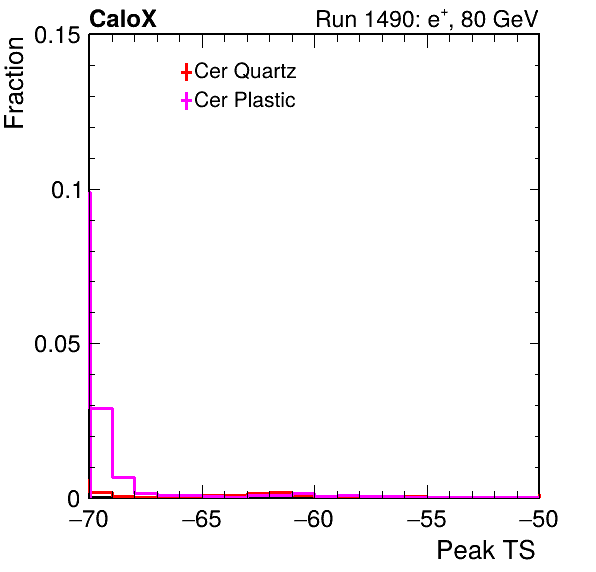 CaloX Run 1490: e⁺, 80 GeV
Fraction
Cer Quartz
Cer Plastic
0.15
0.1
0.05
0
−70 −65 −60 −55 −50
Peak TS